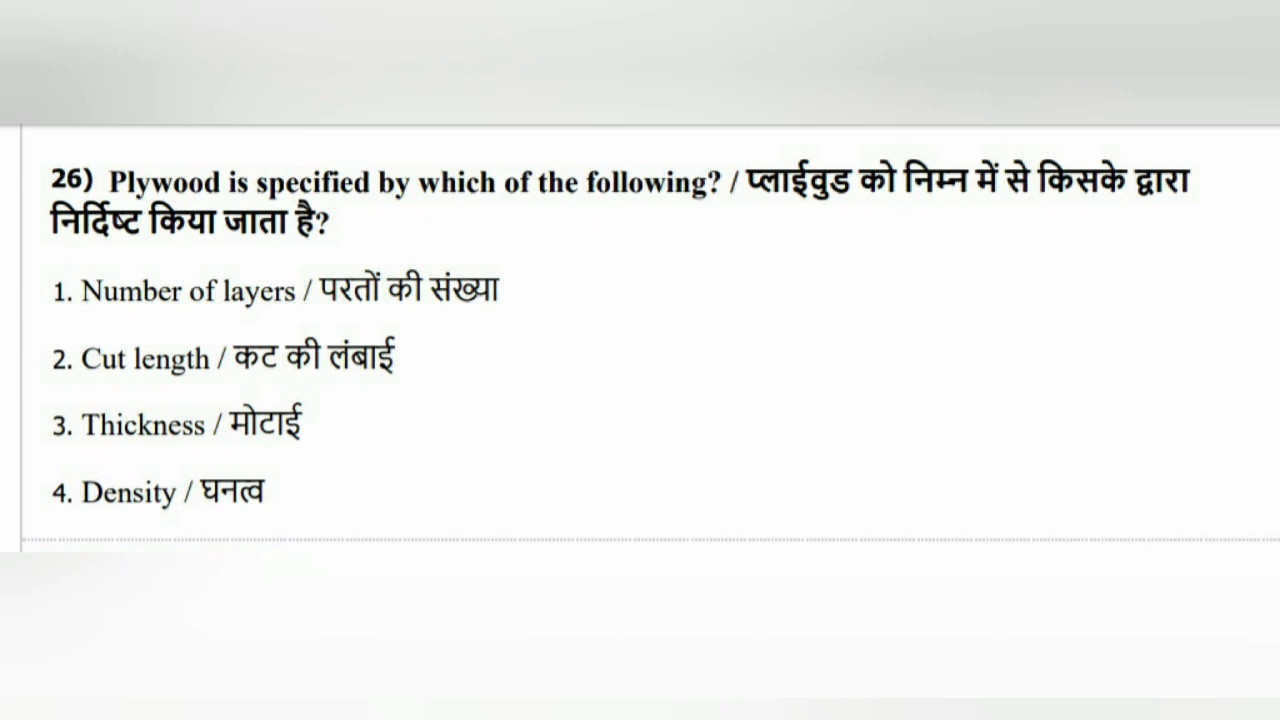 26) Plywood is specified by which of the following? / प्लाईवुड को निम्न में से किसके द्वारा
निर्दिष्ट किया जाता है?
1. Number of layers / परतों की संख्या
2. Cut length / कट की लंबाई
3. Thickness / मोटाई
4. Density / घनत्व